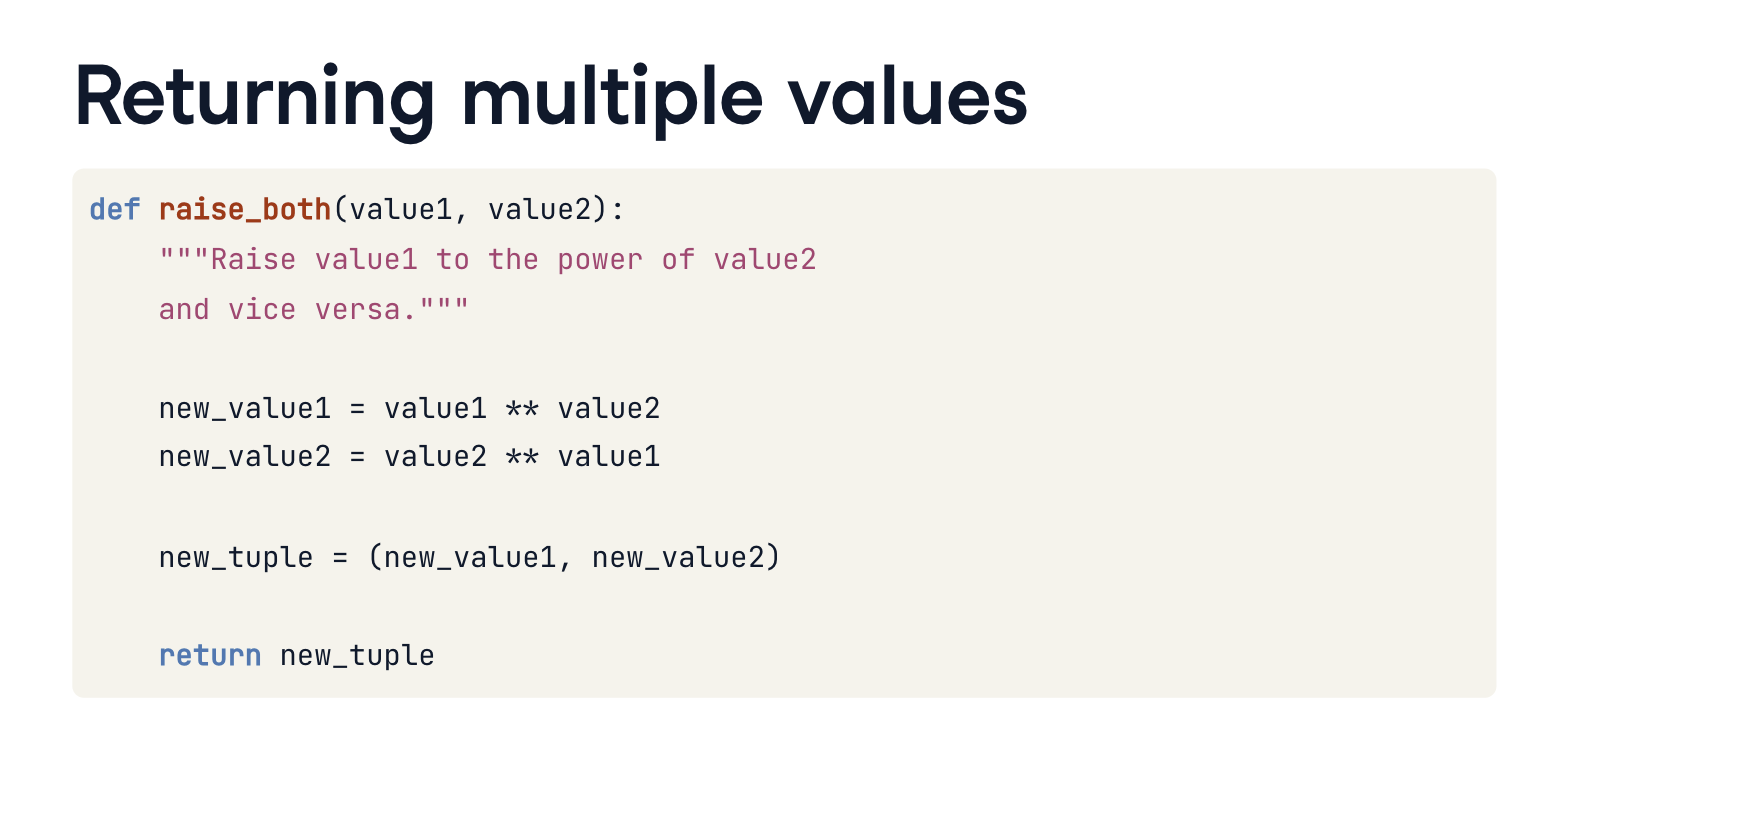 Returning multiple values
def raise_both(value1, value2):
    """Raise value1 to the power of value2
    and vice versa."""

    new_value1 = value1 ** value2
    new_value2 = value2 ** value1

    new_tuple = (new_value1, new_value2)

    return new_tuple